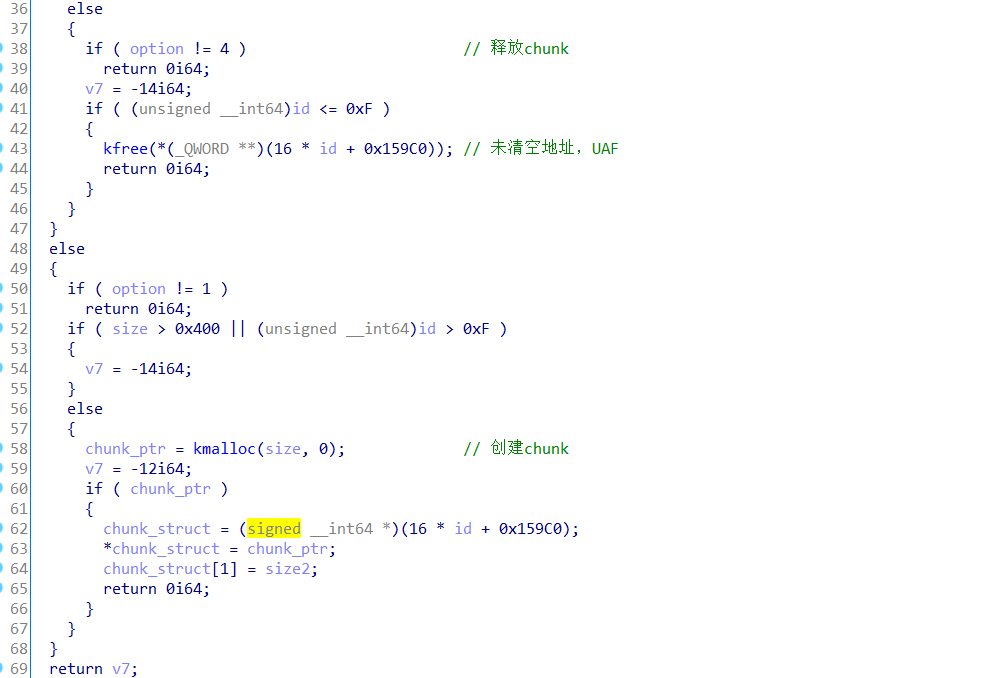 36 else
37 {
38 if ( option != 4 ) // 释放chunk
39 return 0i64;
40 v7 = -14i64;
41 if ( (unsigned __int64)id <= 0xF )
42 {
43 kfree(*(_QWORD **)(16 * id + 0x159C0)); // 未清空地址，UAF
44 return 0i64;
45 }
46 }
47 }
48 else
49 {
50 if ( option != 1 )
51 return 0i64;
52 if ( size > 0x400 || (unsigned __int64)id > 0xF )
53 {
54 v7 = -14i64;
55 }
56 else
57 {
58 chunk_ptr = kmalloc(size, 0); // 创建chunk
59 v7 = -12i64;
60 if ( chunk_ptr )
61 {
62 chunk_struct = (signed __int64 *)(16 * id + 0x159C0);
63 *chunk_struct = chunk_ptr;
64 chunk_struct[1] = size2;
65 return 0i64;
66 }
67 }
68 }
69 return v7;